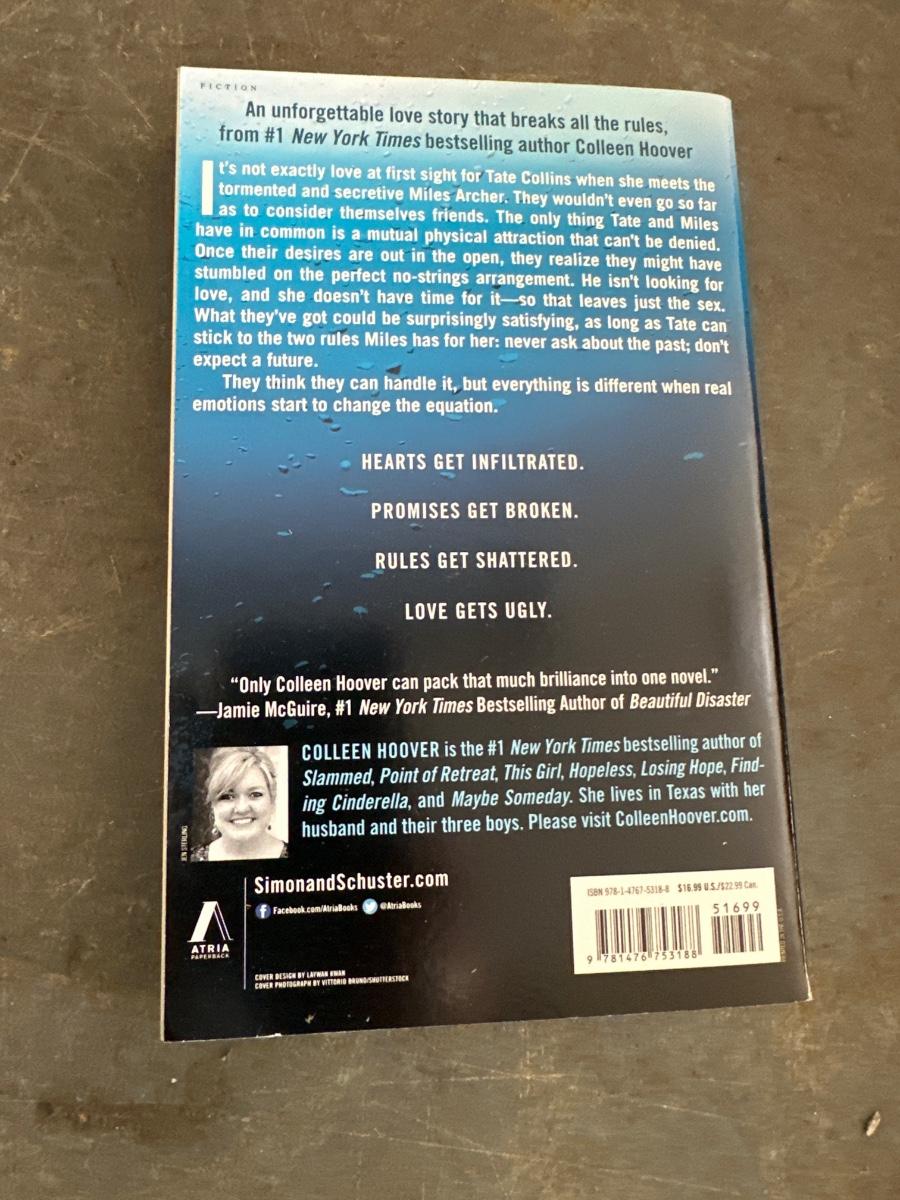 FICTION
An unforgettable love story that breaks all the rules,
from #1 New York Times bestselling author Colleen Hoover
It's not exactly love at first sight for Tate Collins when she meets the
tormented and secretive Miles Archer. They wouldn't even go so far
as to consider themselves friends. The only thing Tate and Miles
have in common is a mutual physical attraction that can't be denied.
Once their desires are out in the open, they realize they might have
stumbled on the perfect no-strings arrangement. He isn't looking for
love, and she doesn't have time for it—so that leaves just the sex.
What they've got could be surprisingly satisfying, as long as Tate can
stick to the two rules Miles has for her: never ask about the past; don't
expect a future.
They think they can handle it, but everything is different when real
emotions start to change the equation.
HEARTS GET INFILTRATED.
PROMISES GET BROKEN.
RULES GET SHATTERED.
LOVE GETS UGLY.
“Only Colleen Hoover can pack that much brilliance into one novel.”
—Jamie McGuire, #1 New York Times Bestselling Author of Beautiful Disaster
COLLEEN HOOVER is the #1 New York Times bestselling author of
Slammed, Point of Retreat, This Girl, Hopeless, Losing Hope, Find-
ing Cinderella, and Maybe Someday. She lives in Texas with her
husband and their three boys. Please visit ColleenHoover.com.
JEN STERLING
SimonandSchuster.com
Facebook.com/AtriaBooks @AtriaBooks
ATRIA
PAPERBACK
COVER DESIGN BY LAYWAN KWAN
COVER PHOTOGRAPH BY VITTORIO BRUNO/SHUTTERSTOCK
ISBN 978-1-4767-5318-8 $16.99 U.S./$22.99 Can.
51699
9 781476 753188